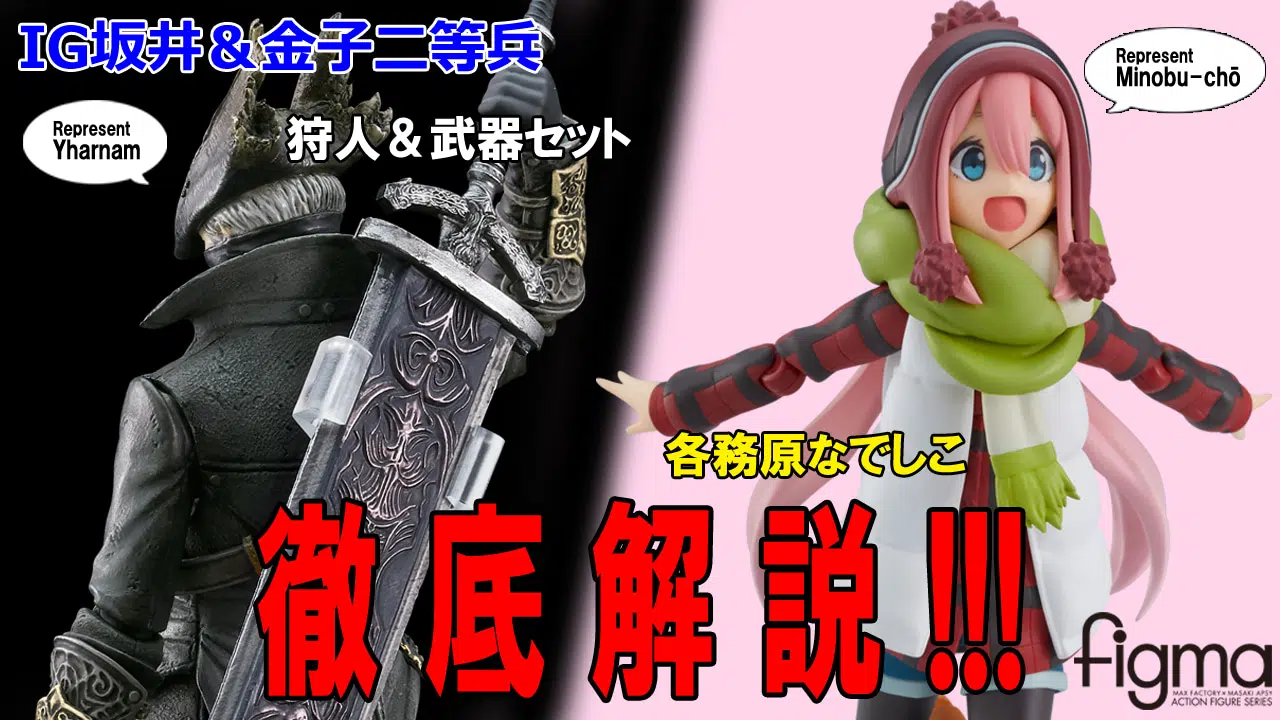 IG坂井＆金子二等兵
Represent
Yharnam
狩人＆武器セット
Represent
Minobu-chō
各務原なでしこ
徹底解説!!!
figma
MAX FACTORY×MASAKI APSY
ACTION FIGURE SERIES